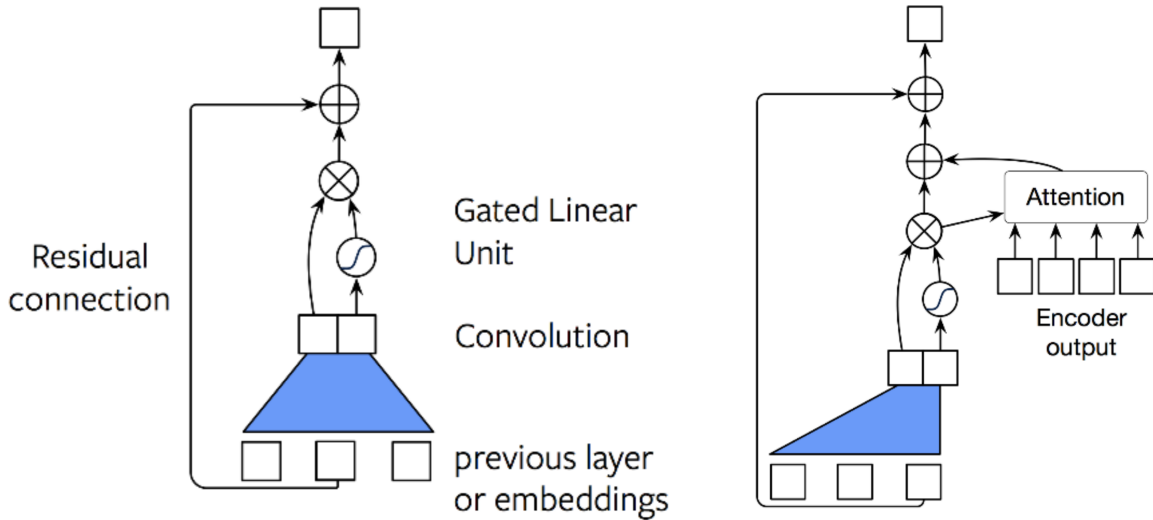 Residual
connection
Gated Linear
Unit
Convolution
previous layer
or embeddings
Attention
Encoder
output